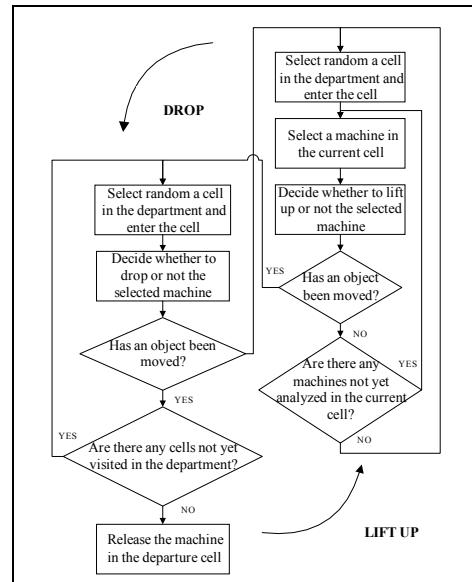 DROP
Select random a cell
in the department and
enter the cell
Decide whether to
drop or not the
selected machine
Has an object been
moved?
YES
YES
Are there any cells not yet
visited in the department?
NO
Release the machine
in the departure cell
Select random a cell
in the department and
enter the cell
Select a machine in
the current cell
Decide whether to lift
up or not the selected
machine
YES
Has an object
been moved?
NO
YES
Are there any
machines not yet
analyzed in the current
cell?
NO
LIFT UP